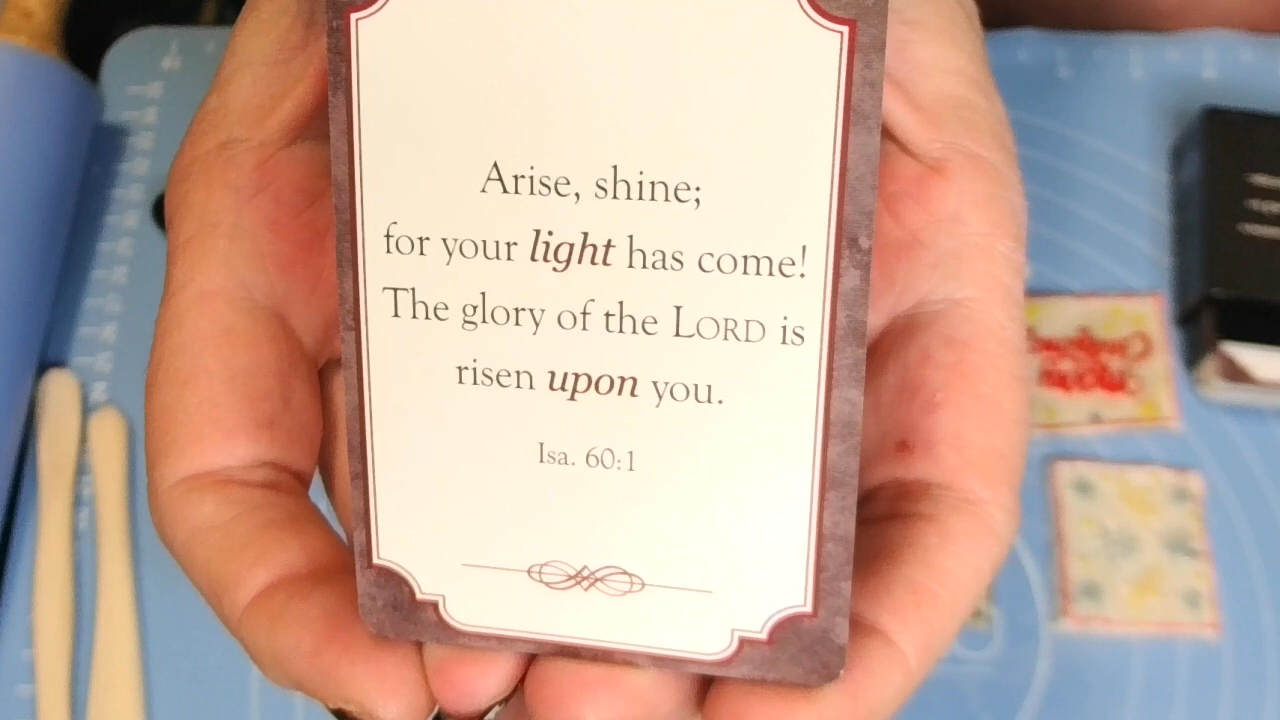 Arise, shine;
for your light has come!
The glory of the LORD is
risen upon you.
Isa. 60:1